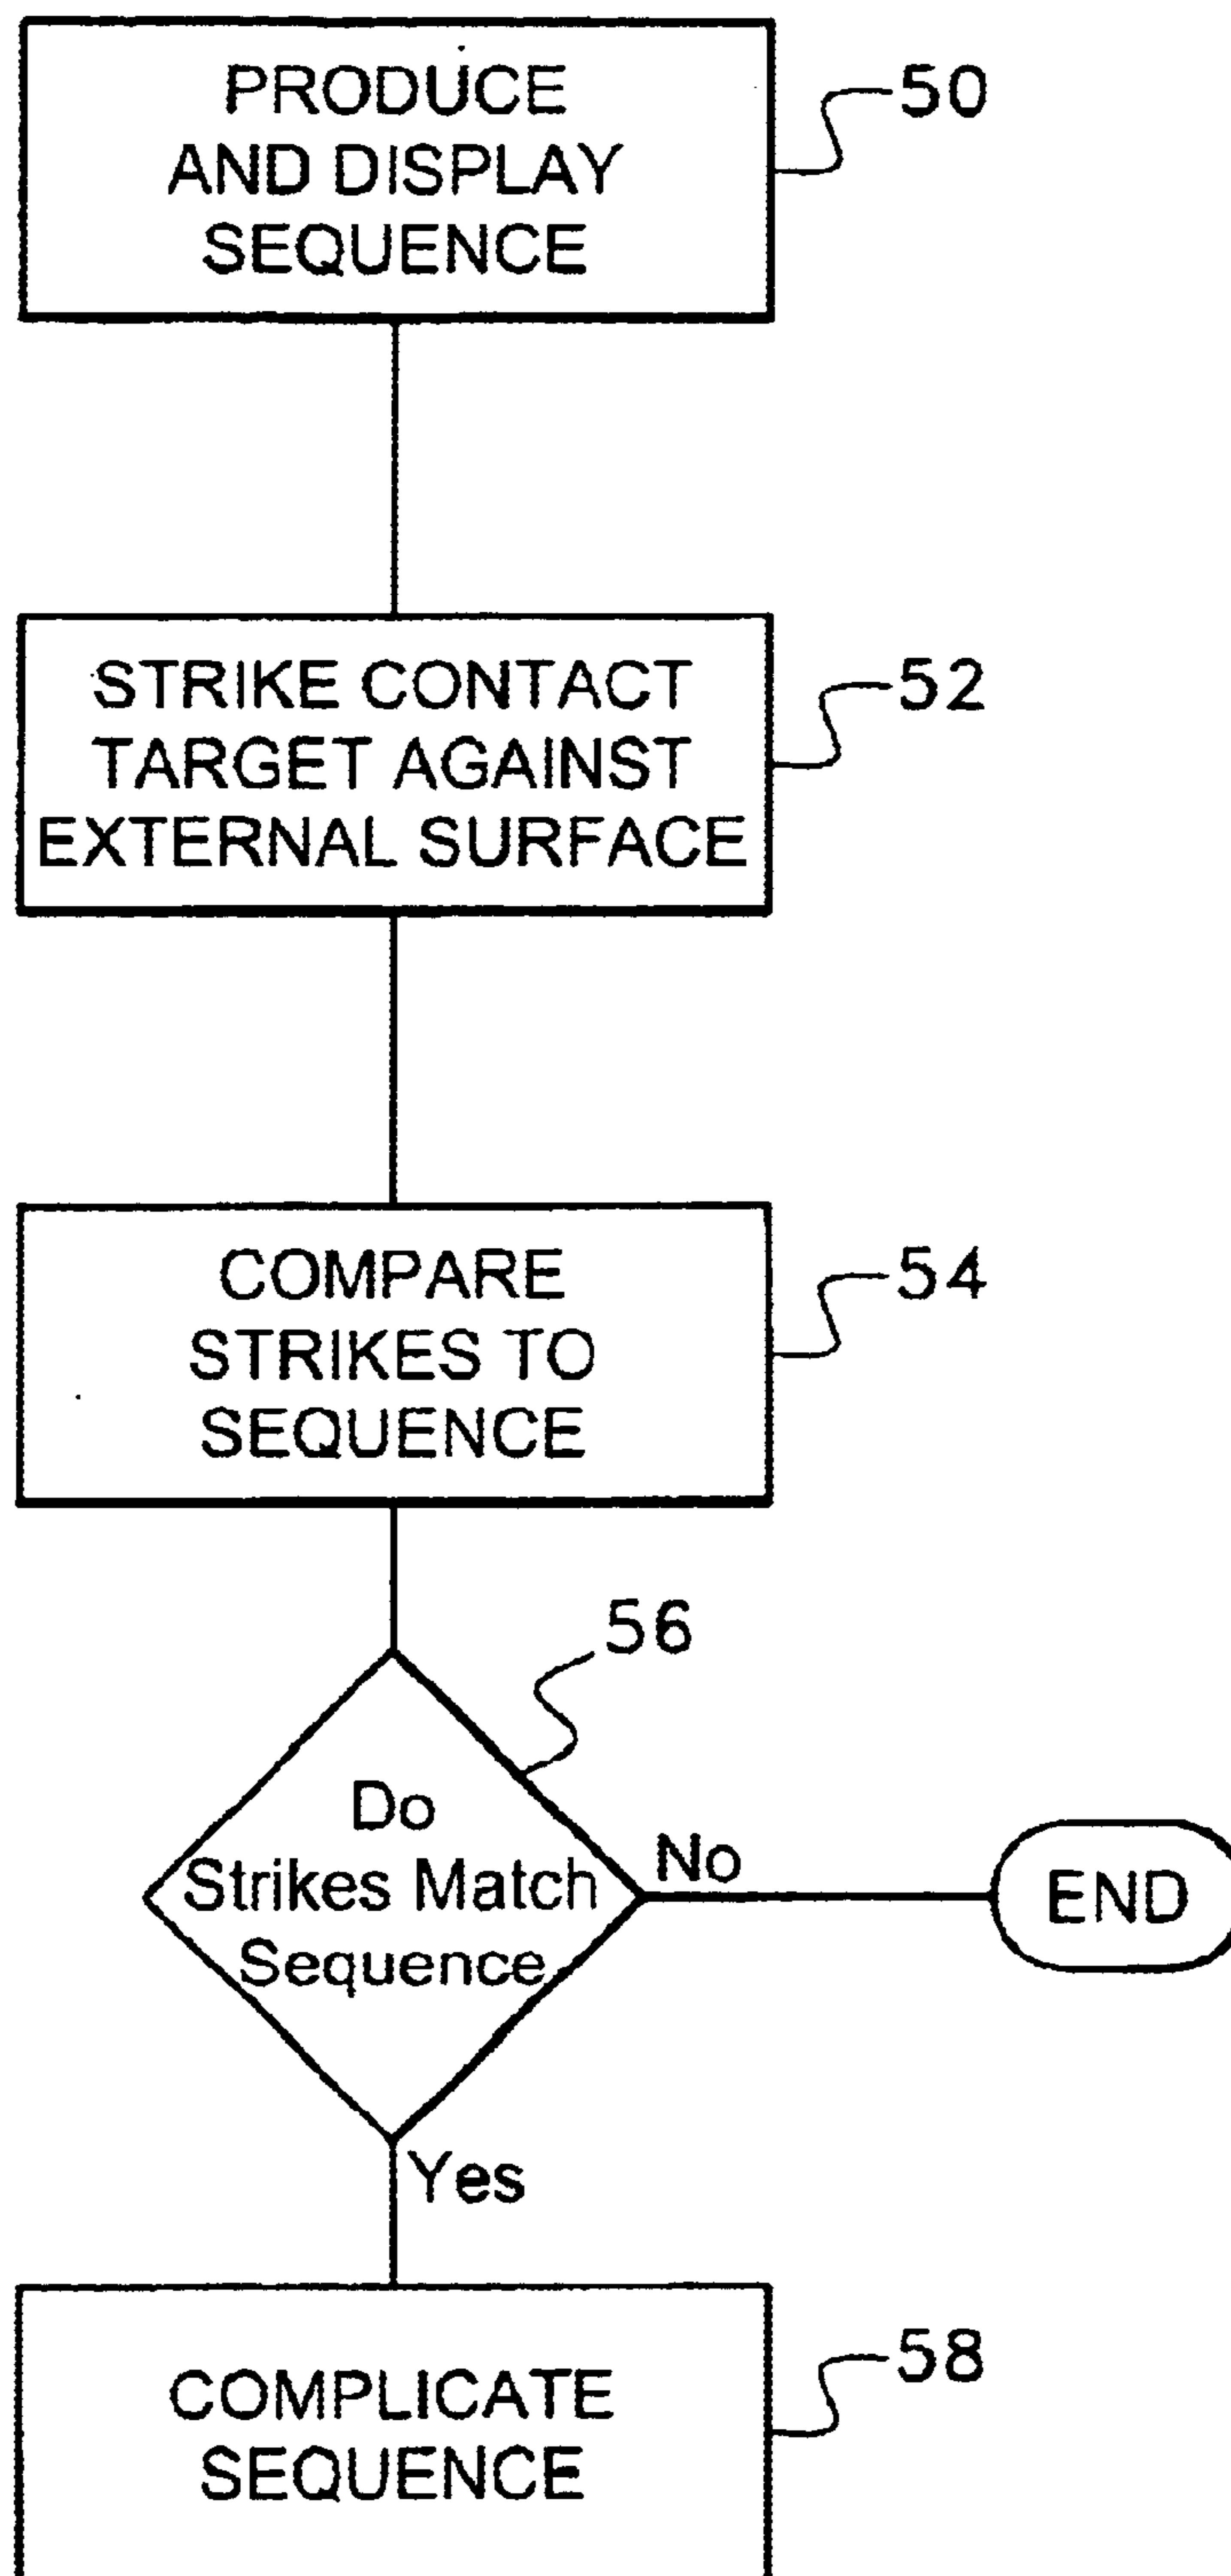 PRODUCE
AND DISPLAY
SEQUENCE
50
STRIKE CONTACT
TARGET AGAINST
EXTERNAL SURFACE
52
COMPARE
STRIKES TO
SEQUENCE
54
56
Do
Strikes Match
Sequence
No
END
Yes
COMPLICATE
SEQUENCE
58